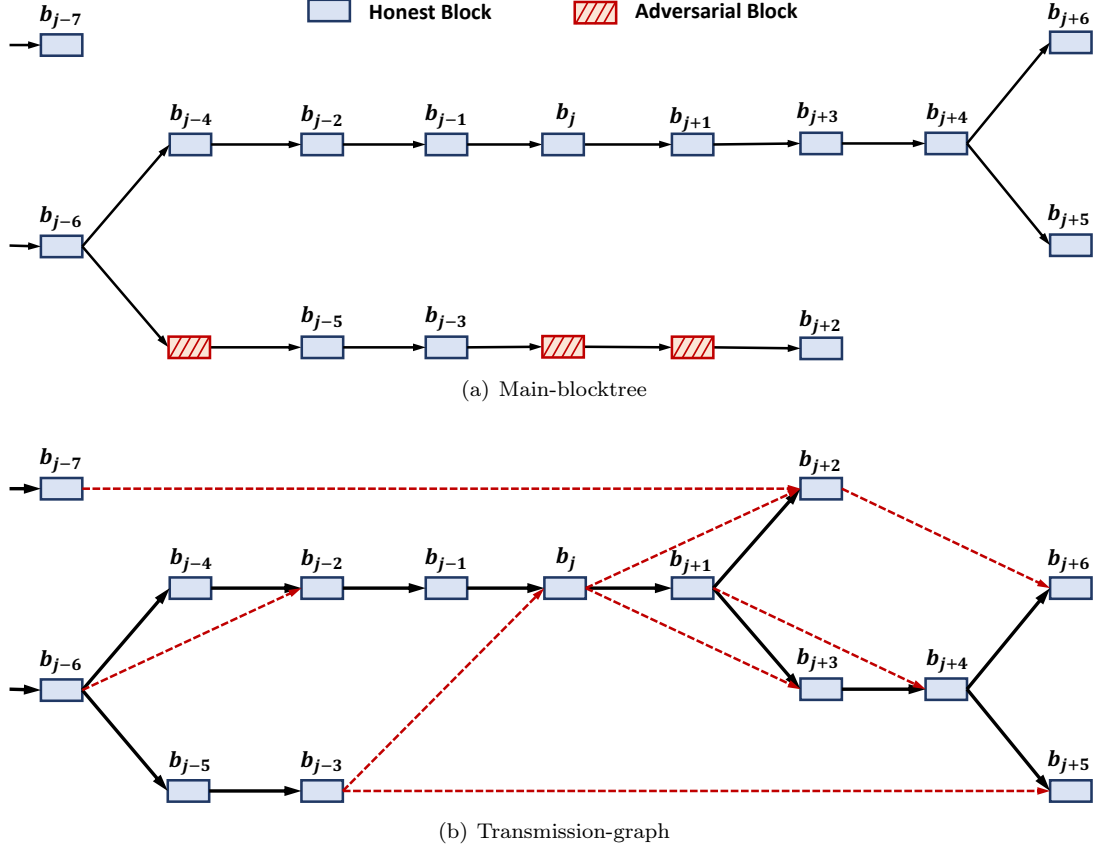 b_{j−7} Honest Block Adversarial Block b_{j+6}
b_{j−4} b_{j−2} b_{j−1} b_j b_{j+1} b_{j+3} b_{j+4}
b_{j−6} b_{j+5}
b_{j−5} b_{j−3} b_{j+2}
(a) Main-blocktree
b_{j−7} b_{j+2}
b_{j−4} b_{j−2} b_{j−1} b_j b_{j+1} b_{j+6}
b_{j−6} b_{j+3} b_{j+4}
b_{j−5} b_{j−3} b_{j+5}
(b) Transmission-graph